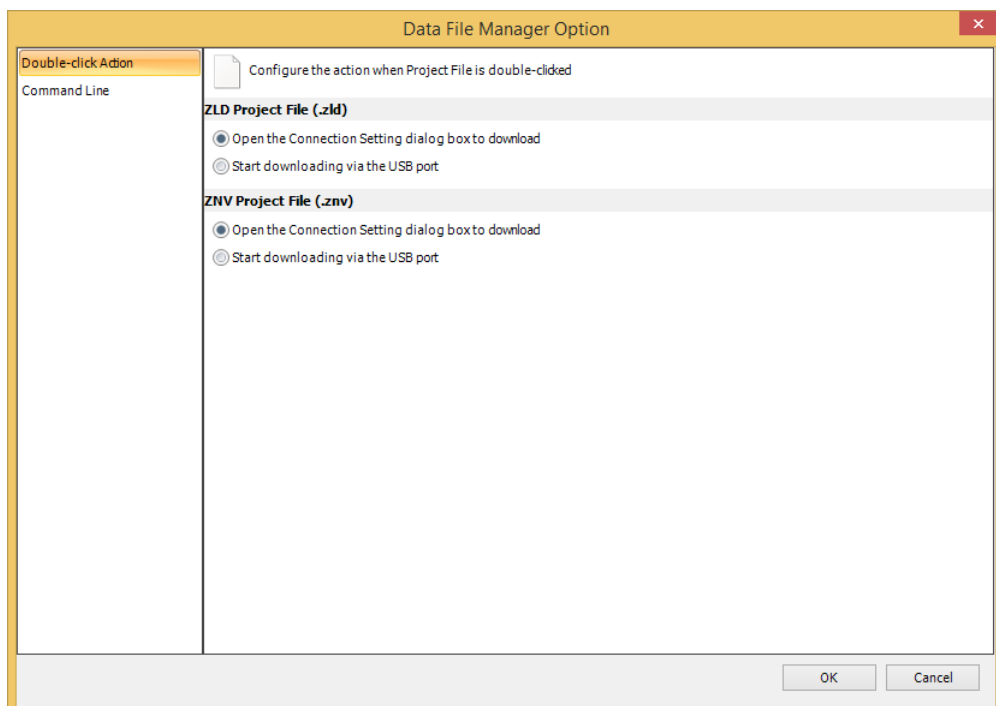 Data File Manager Option
Double-click Action
Command Line
Configure the action when Project File is double-clicked
ZLD Project File (.zld)
Open the Connection Setting dialog box to download
Start downloading via the USB port
ZNV Project File (.znv)
Open the Connection Setting dialog box to download
Start downloading via the USB port
OK
Cancel